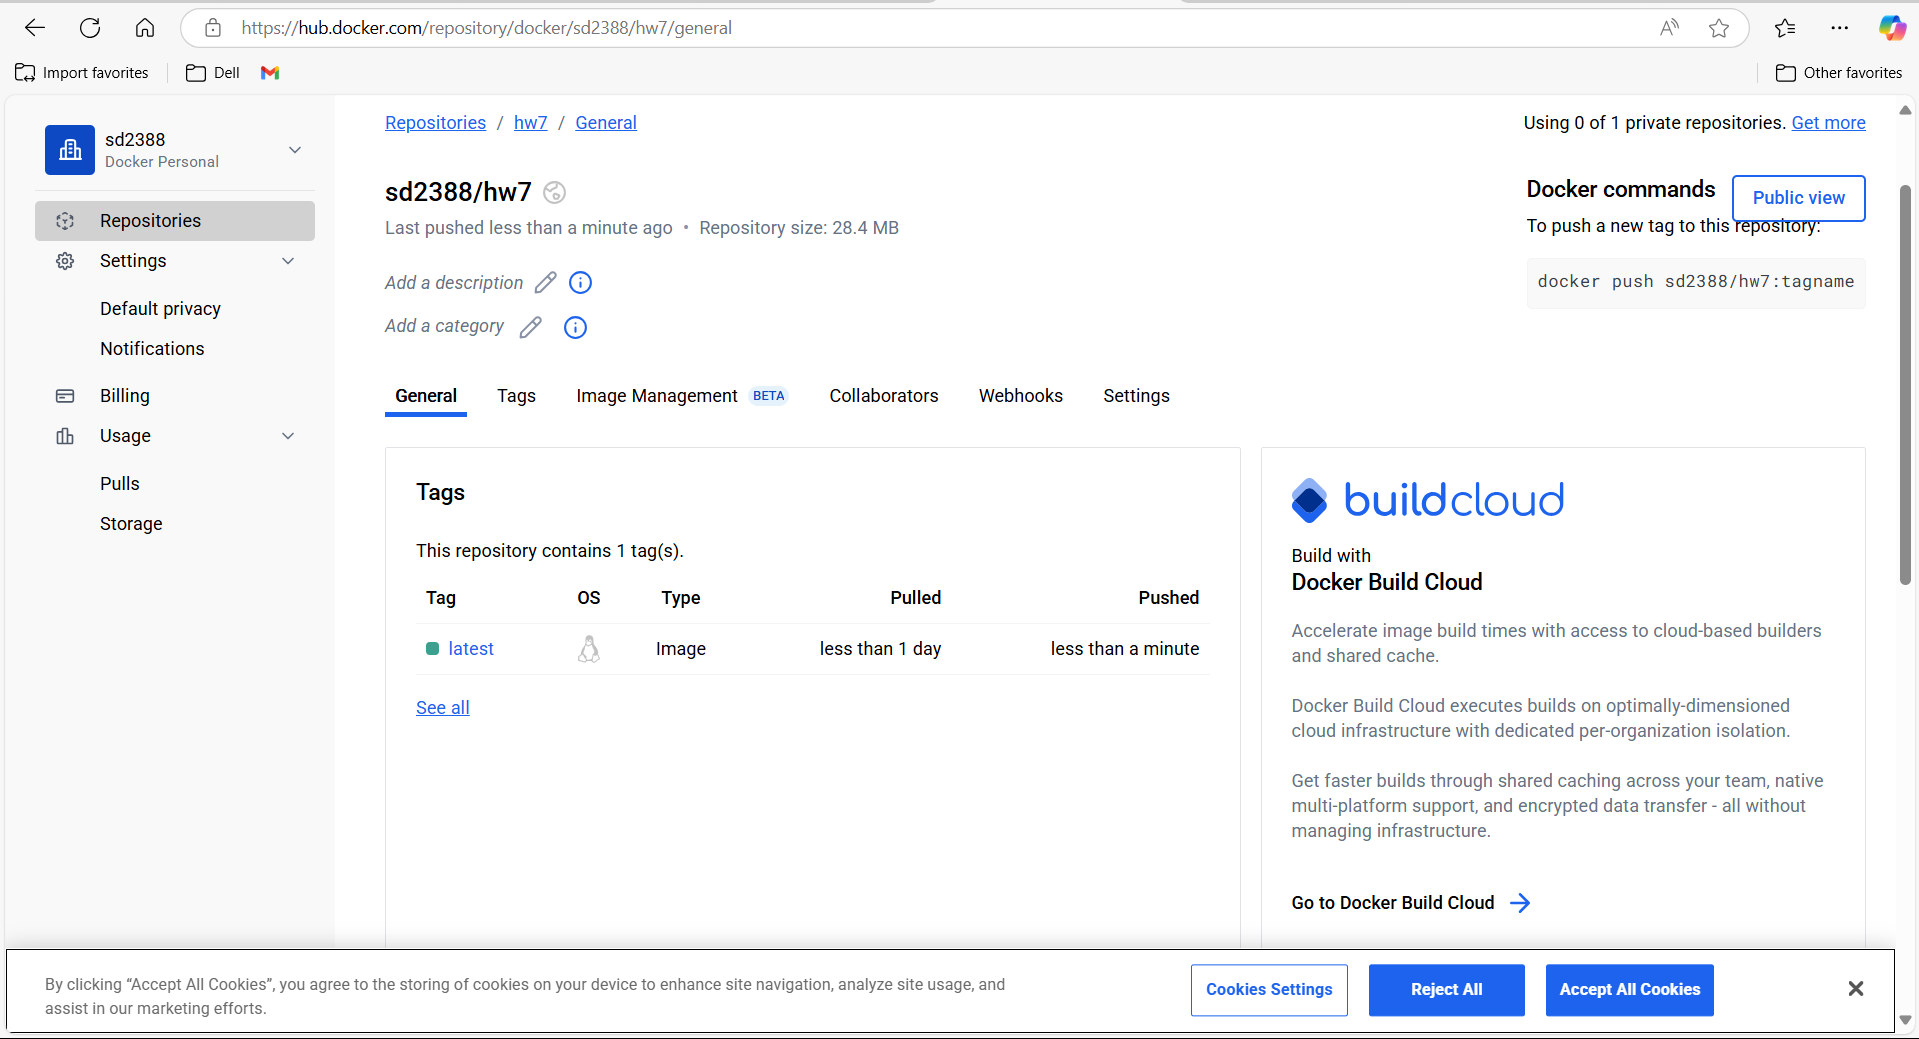 https://hub.docker.com/repository/docker/sd2388/hw7/general
Import favorites
Dell
Other favorites
sd2388
Docker Personal
Repositories
Settings
Default privacy
Notifications
Billing
Usage
Pulls
Storage
Repositories / hw7 / General
Using 0 of 1 private repositories. Get more
sd2388/hw7
Last pushed less than a minute ago • Repository size: 28.4 MB
Add a description
Add a category
Docker commands
Public view
To push a new tag to this repository:
docker push sd2388/hw7:tagname
General Tags Image Management BETA Collaborators Webhooks Settings
Tags
This repository contains 1 tag(s).
Tag OS Type Pulled Pushed
latest Image less than 1 day less than a minute
See all
buildcloud
Build with
Docker Build Cloud
Accelerate image build times with access to cloud-based builders
and shared cache.
Docker Build Cloud executes builds on optimally-dimensioned
cloud infrastructure with dedicated per-organization isolation.
Get faster builds through shared caching across your team, native
multi-platform support, and encrypted data transfer - all without
managing infrastructure.
Go to Docker Build Cloud
By clicking “Accept All Cookies”, you agree to the storing of cookies on your device to enhance site navigation, analyze site usage, and
assist in our marketing efforts.
Cookies Settings
Reject All
Accept All Cookies